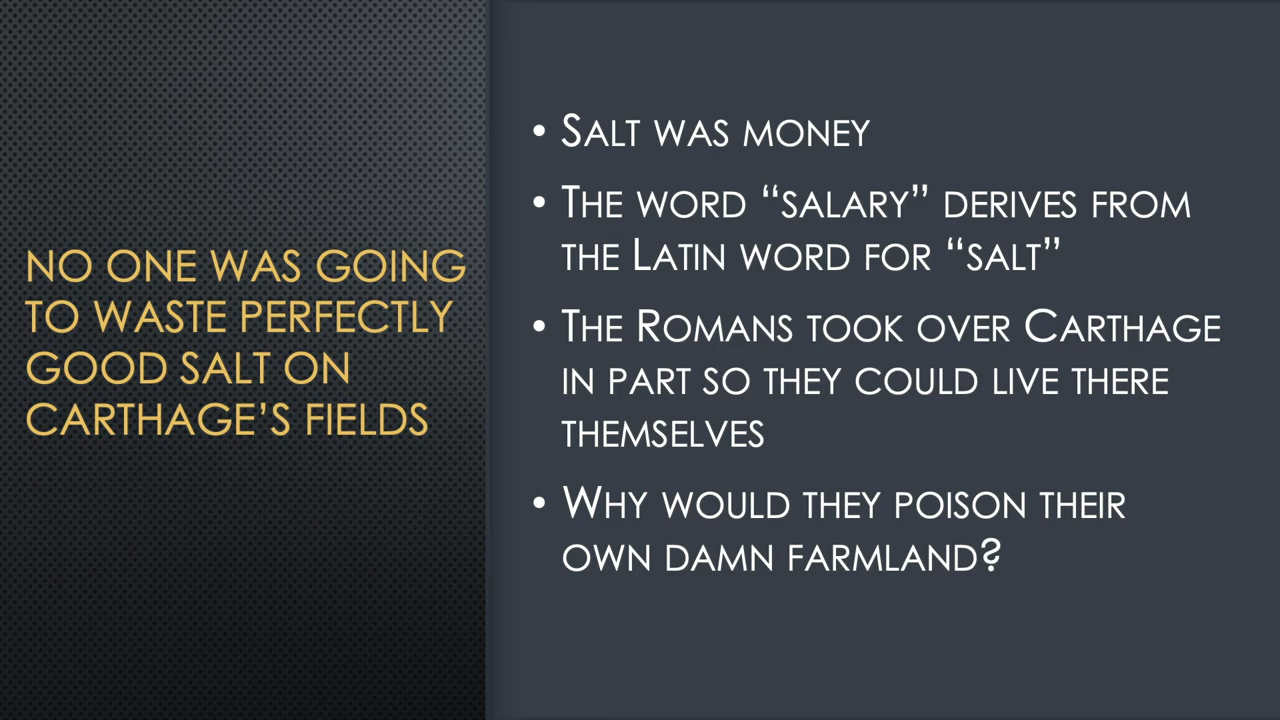 NO ONE WAS GOING
TO WASTE PERFECTLY
GOOD SALT ON
CARTHAGE’S FIELDS
• SALT WAS MONEY
• THE WORD “SALARY” DERIVES FROM
THE LATIN WORD FOR “SALT”
• THE ROMANS TOOK OVER CARTHAGE
IN PART SO THEY COULD LIVE THERE
THEMSELVES
• WHY WOULD THEY POISON THEIR
OWN DAMN FARMLAND?